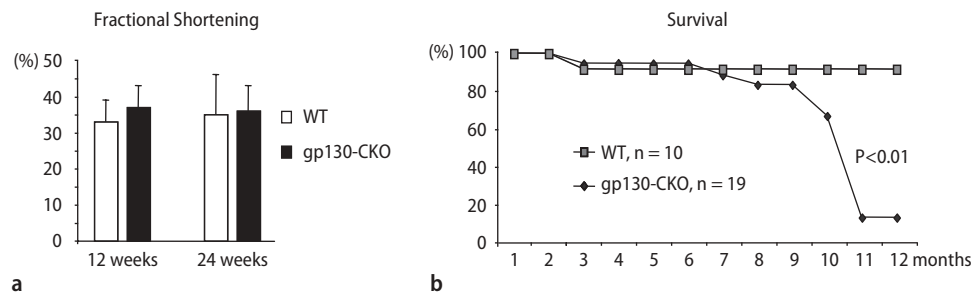 Fractional Shortening
(%) 50
40
30
20
10
0
12 weeks 24 weeks
WT
gp130-CKO
a
Survival
(%) 100
80
60
40
20
0
WT, n = 10
gp130-CKO, n = 19
P<0.01
1 2 3 4 5 6 7 8 9 10 11 12 months
b